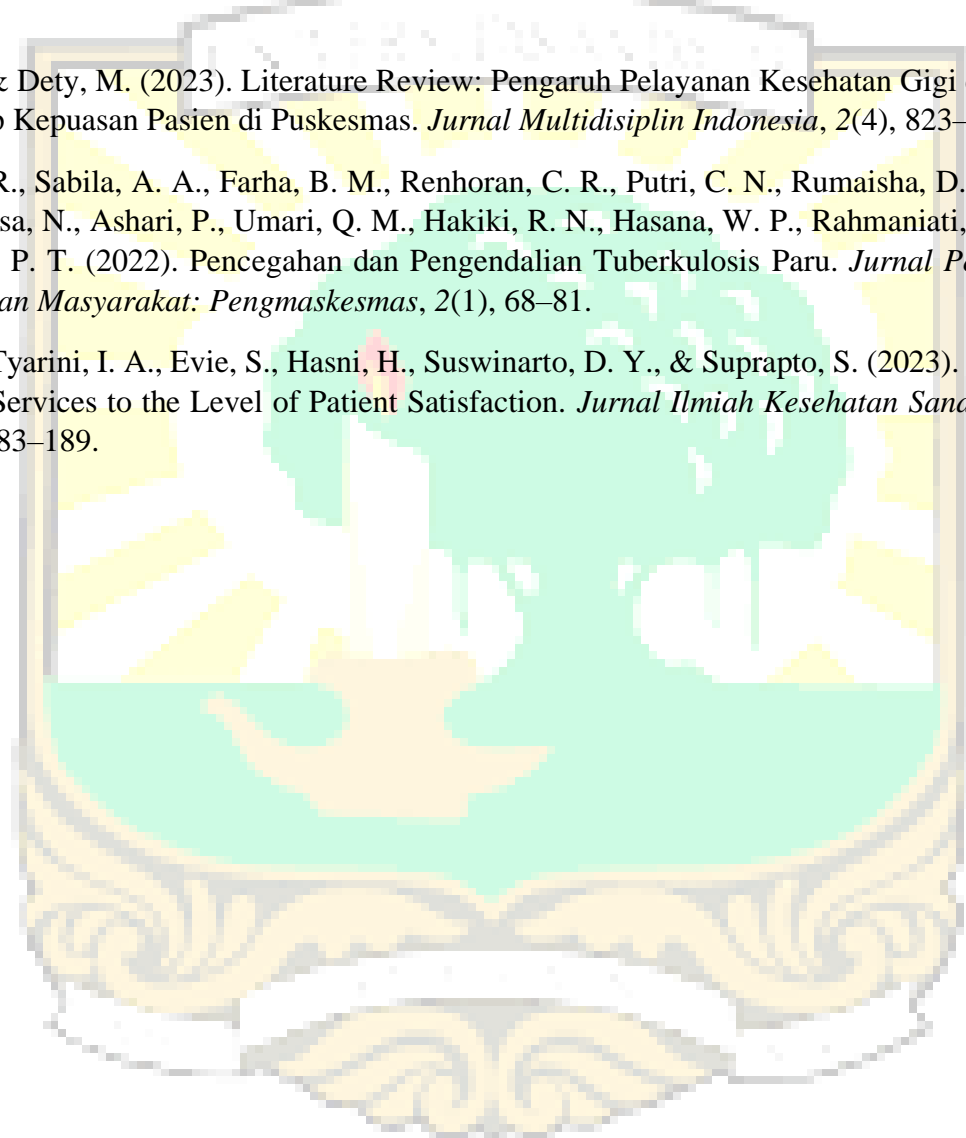 & Dety, M. (2023). Literature Review: Pengaruh Pelayanan Kesehatan Gigi
Kepuasan Pasien di Puskesmas. Jurnal Multidisiplin Indonesia, 2(4), 823–
R., Sabila, A. A., Farha, B. M., Renhoran, C. R., Putri, C. N., Rumaisha, D.
sa, N., Ashari, P., Umari, Q. M., Hakiki, R. N., Hasana, W. P., Rahmaniati,
P. T. (2022). Pencegahan dan Pengendalian Tuberkulosis Paru. Jurnal
an Masyarakat: Pengmaskesmas, 2(1), 68–81.
Tyarini, I. A., Evie, S., Hasni, H., Suswinarto, D. Y., & Suprapto, S. (2023).
Services to the Level of Patient Satisfaction. Jurnal Ilmiah Kesehatan
83–189.